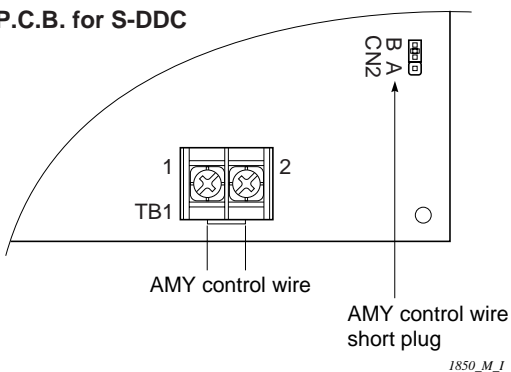 P.C.B. for S-DDC
B A
CN2
1
2
TB1
AMY control wire
AMY control wire
short plug
1850_M_I